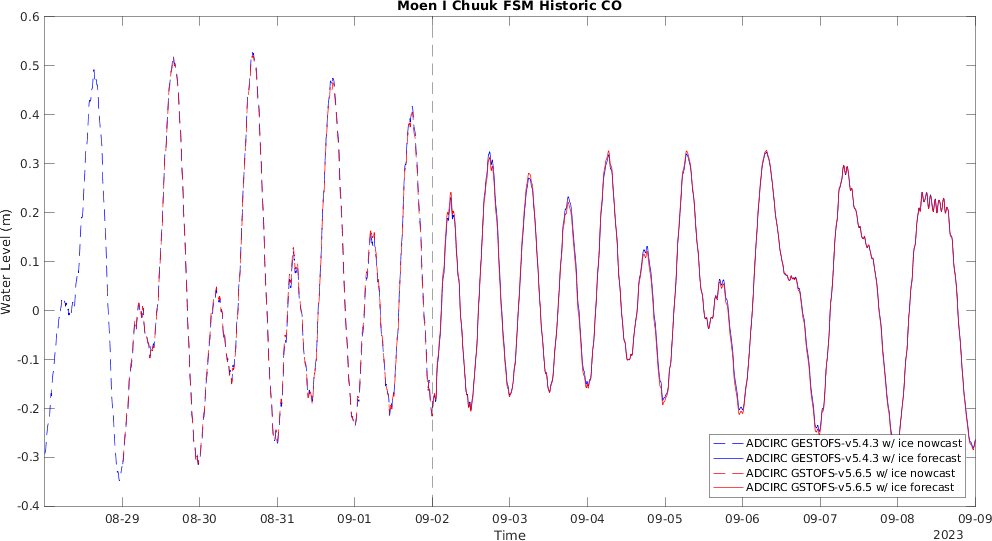 Moen I Chuuk FSM Historic CO
0.6
0.5
0.4
0.3
0.2
0.1
0
-0.1
-0.2
-0.3
-0.4
Water Level (m)
ADCIRC GESTOFS-v5.4.3 w/ ice nowcast
ADCIRC GESTOFS-v5.4.3 w/ ice forecast
ADCIRC GSTOFS-v5.6.5 w/ ice nowcast
ADCIRC GSTOFS-v5.6.5 w/ ice forecast
08-29 08-30 08-31 09-01 09-02 09-03 09-04 09-05 09-06 09-07 09-08 09-09
Time
2023